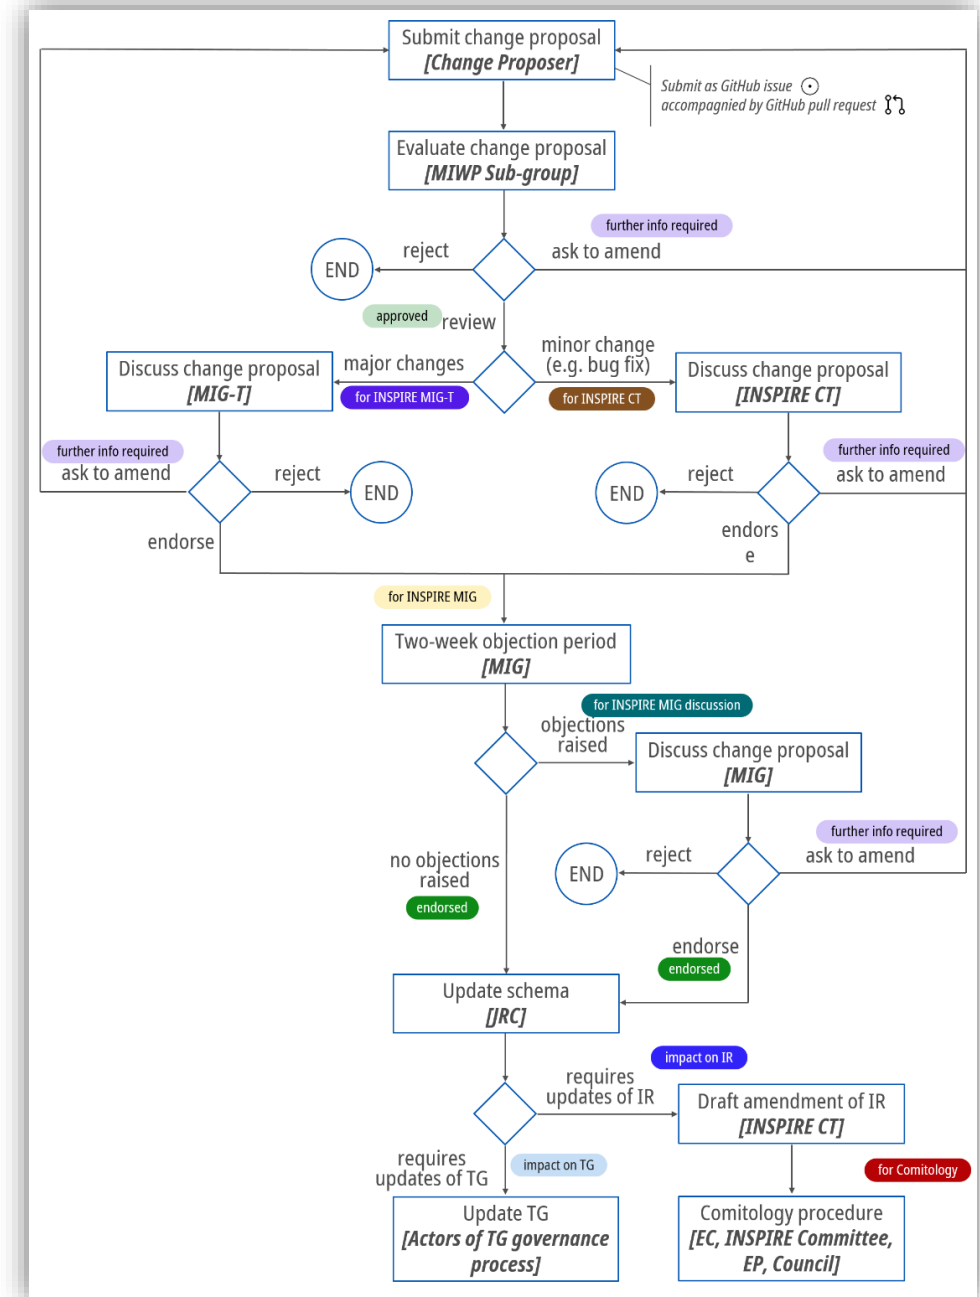 Submit change proposal
[Change Proposer]
Submit as GitHub issue
accompagnied by GitHub pull request
Evaluate change proposal
[MIWP Sub-group]
further info required
reject
ask to amend
END
approved
review
major changes
minor change
(e.g. bug fix)
for INSPIRE MIG-T
for INSPIRE CT
Discuss change proposal
[MIG-T]
Discuss change proposal
[INSPIRE CT]
further info required
ask to amend
reject
END
END
reject
further info required
ask to amend
endorse
endors
e
for INSPIRE MIG
Two-week objection period
[MIG]
for INSPIRE MIG discussion
objections
raised
Discuss change proposal
[MIG]
no objections
raised
endorsed
END
reject
further info required
ask to amend
endorse
endorsed
Update schema
[JRC]
impact on IR
requires
updates of IR
Draft amendment of IR
[INSPIRE CT]
requires
updates of TG
impact on TG
for Comitology
Update TG
[Actors of TG governance
process]
Comitology procedure
[EC, INSPIRE Committee,
EP, Council]